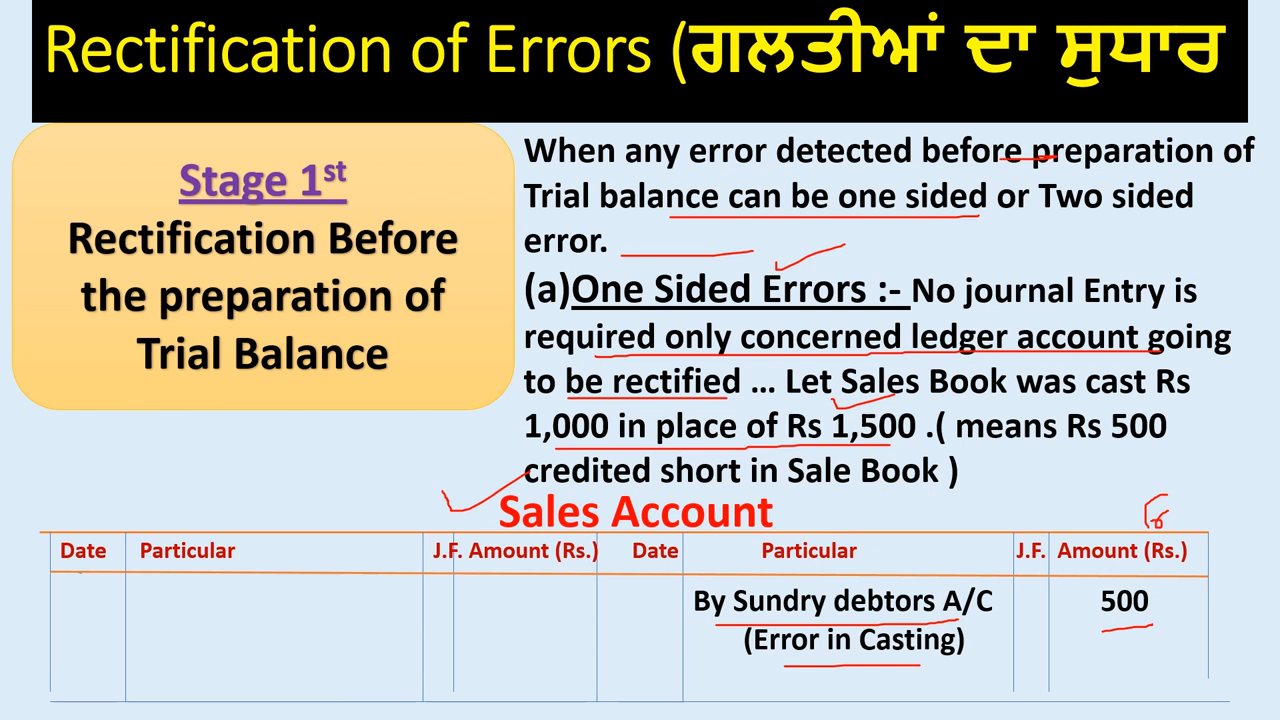 Rectification of Errors (ਗਲਤੀਆਂ ਦਾ ਸੁਧਾਰ
Stage 1st
Rectification Before
the preparation of
Trial Balance
When any error detected before preparation of
Trial balance can be one sided or Two sided
error.
(a)One Sided Errors :- No journal Entry is
required only concerned ledger account going
to be rectified ... Let Sales Book was cast Rs
1,000 in place of Rs 1,500 .( means Rs 500
credited short in Sale Book )
Sales Account
Date Particular J.F. Amount (Rs.) Date Particular J.F. Amount (Rs.)
By Sundry debtors A/C 500
(Error in Casting)